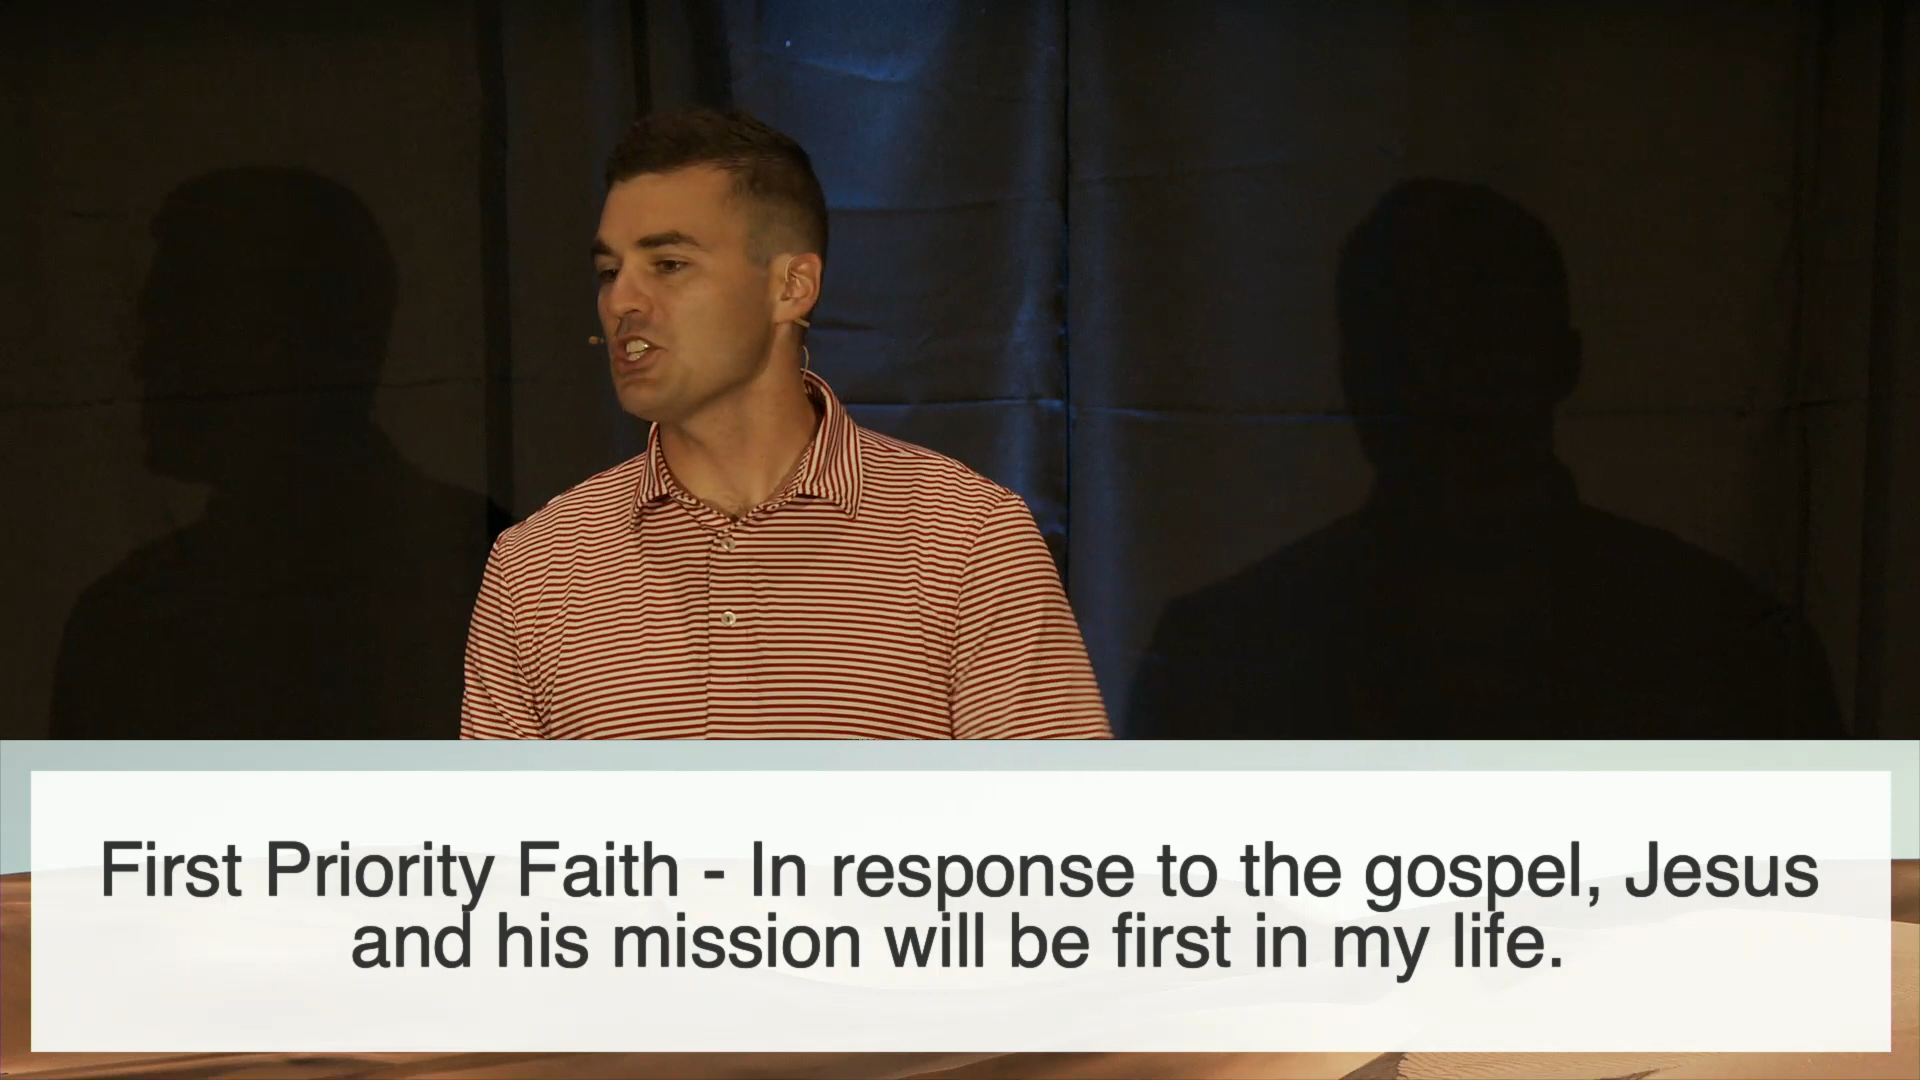 First Priority Faith - In response to the gospel, Jesus
and his mission will be first in my life.